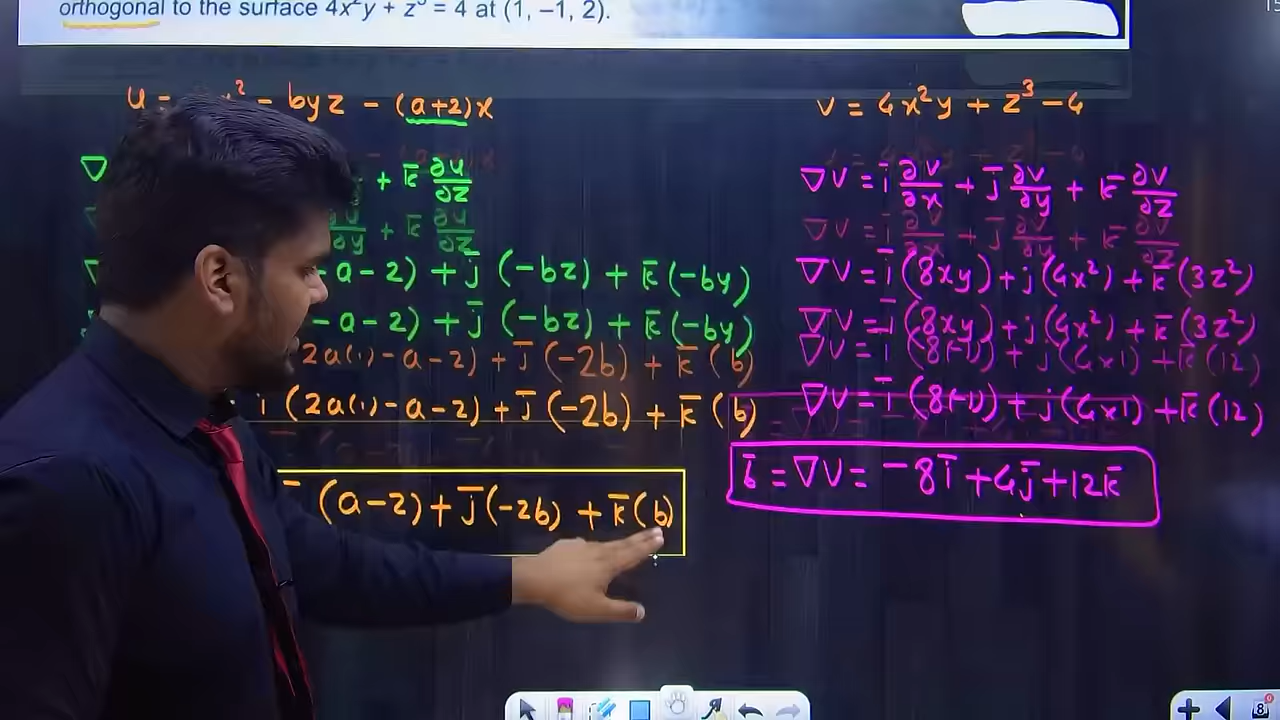 orthogonal to the surface 4x²y + z³ = 4 at (1, −1, 2).
u = x² - byz - (a+2)x
v = 4x²y + z³ - 4
∇ + k̄ ∂u/∂z
∇v = ī ∂v/∂x + j̄ ∂v/∂y + k̄ ∂v/∂z
∂u/∂y + k̄ ∂u/∂z
∇v = ī ∂v/∂x + j̄ ∂v/∂y + k̄ ∂v/∂z
-a-2) + j (-bz) + k̄ (-by)
∇v = ī (8xy) + j (4x²) + k̄ (3z²)
-a-2) + j̄ (-bz) + k̄ (-by)
∇v = ī (8xy) + j (4x²) + k̄ (3z²)
2a(1) - a - 2) + j̄ (-2b) + k̄ (b)
∇v = ī (8(-1)) + j (4×1) + k̄ (12)
i (2a(1) - a - 2) + j̄ (-2b) + k̄ (b)
∇v = ī (8(-1)) + j (4×1) + k̄ (12)
(a-2) + j̄ (-2b) + k̄ (b)
b̄ = ∇v = -8ī + 4j̄ + 12k̄